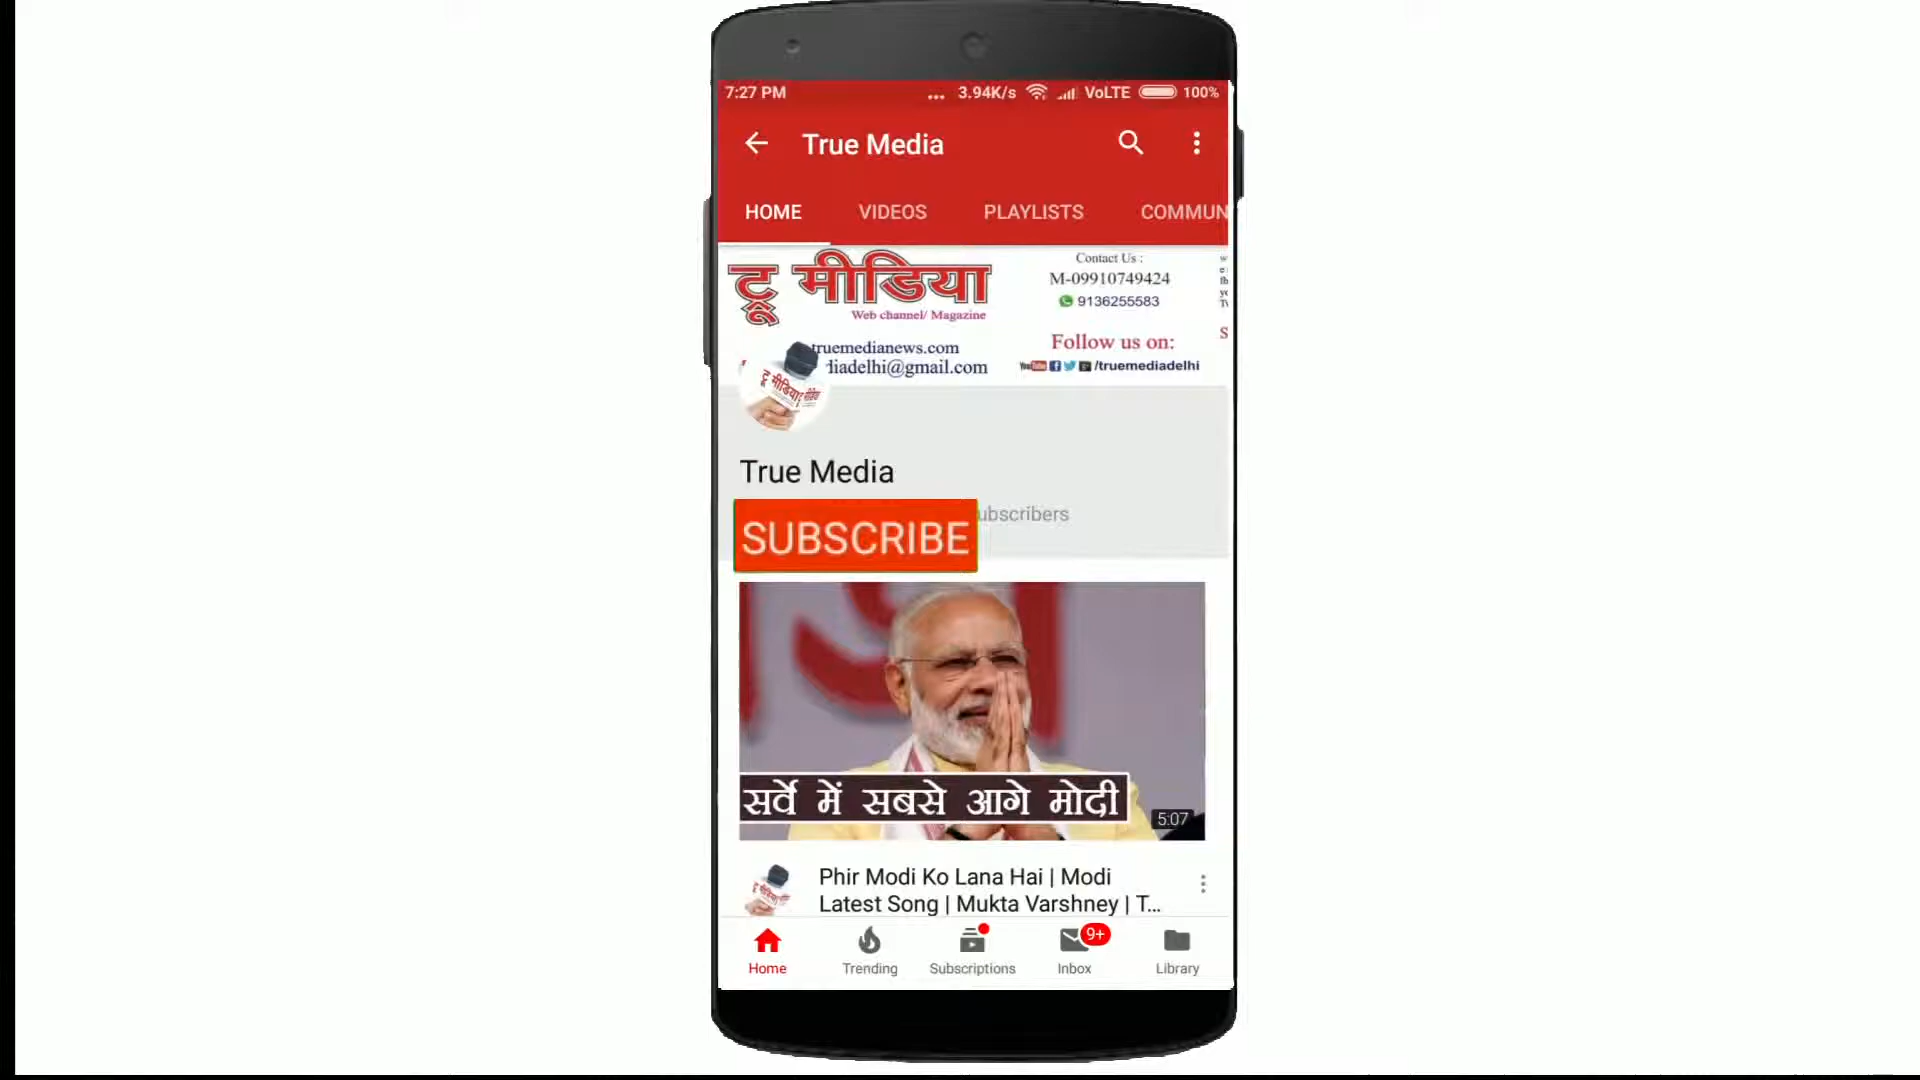 7:27 PM ... 3.94K/s VoLTE 100%
True Media
HOME VIDEOS PLAYLISTS COMMUN
ट्रू मीडिया
Web channel/ Magazine
truemedianews.com
diadelhi@gmail.com
Contact Us :
M-09910749424
9136255583
Follow us on:
YouTube /truemediadelhi
True Media
SUBSCRIBE ubscribers
सर्वे में सबसे आगे मोदी
5:07
Phir Modi Ko Lana Hai | Modi
Latest Song | Mukta Varshney | T...
Home Trending Subscriptions Inbox 9+ Library